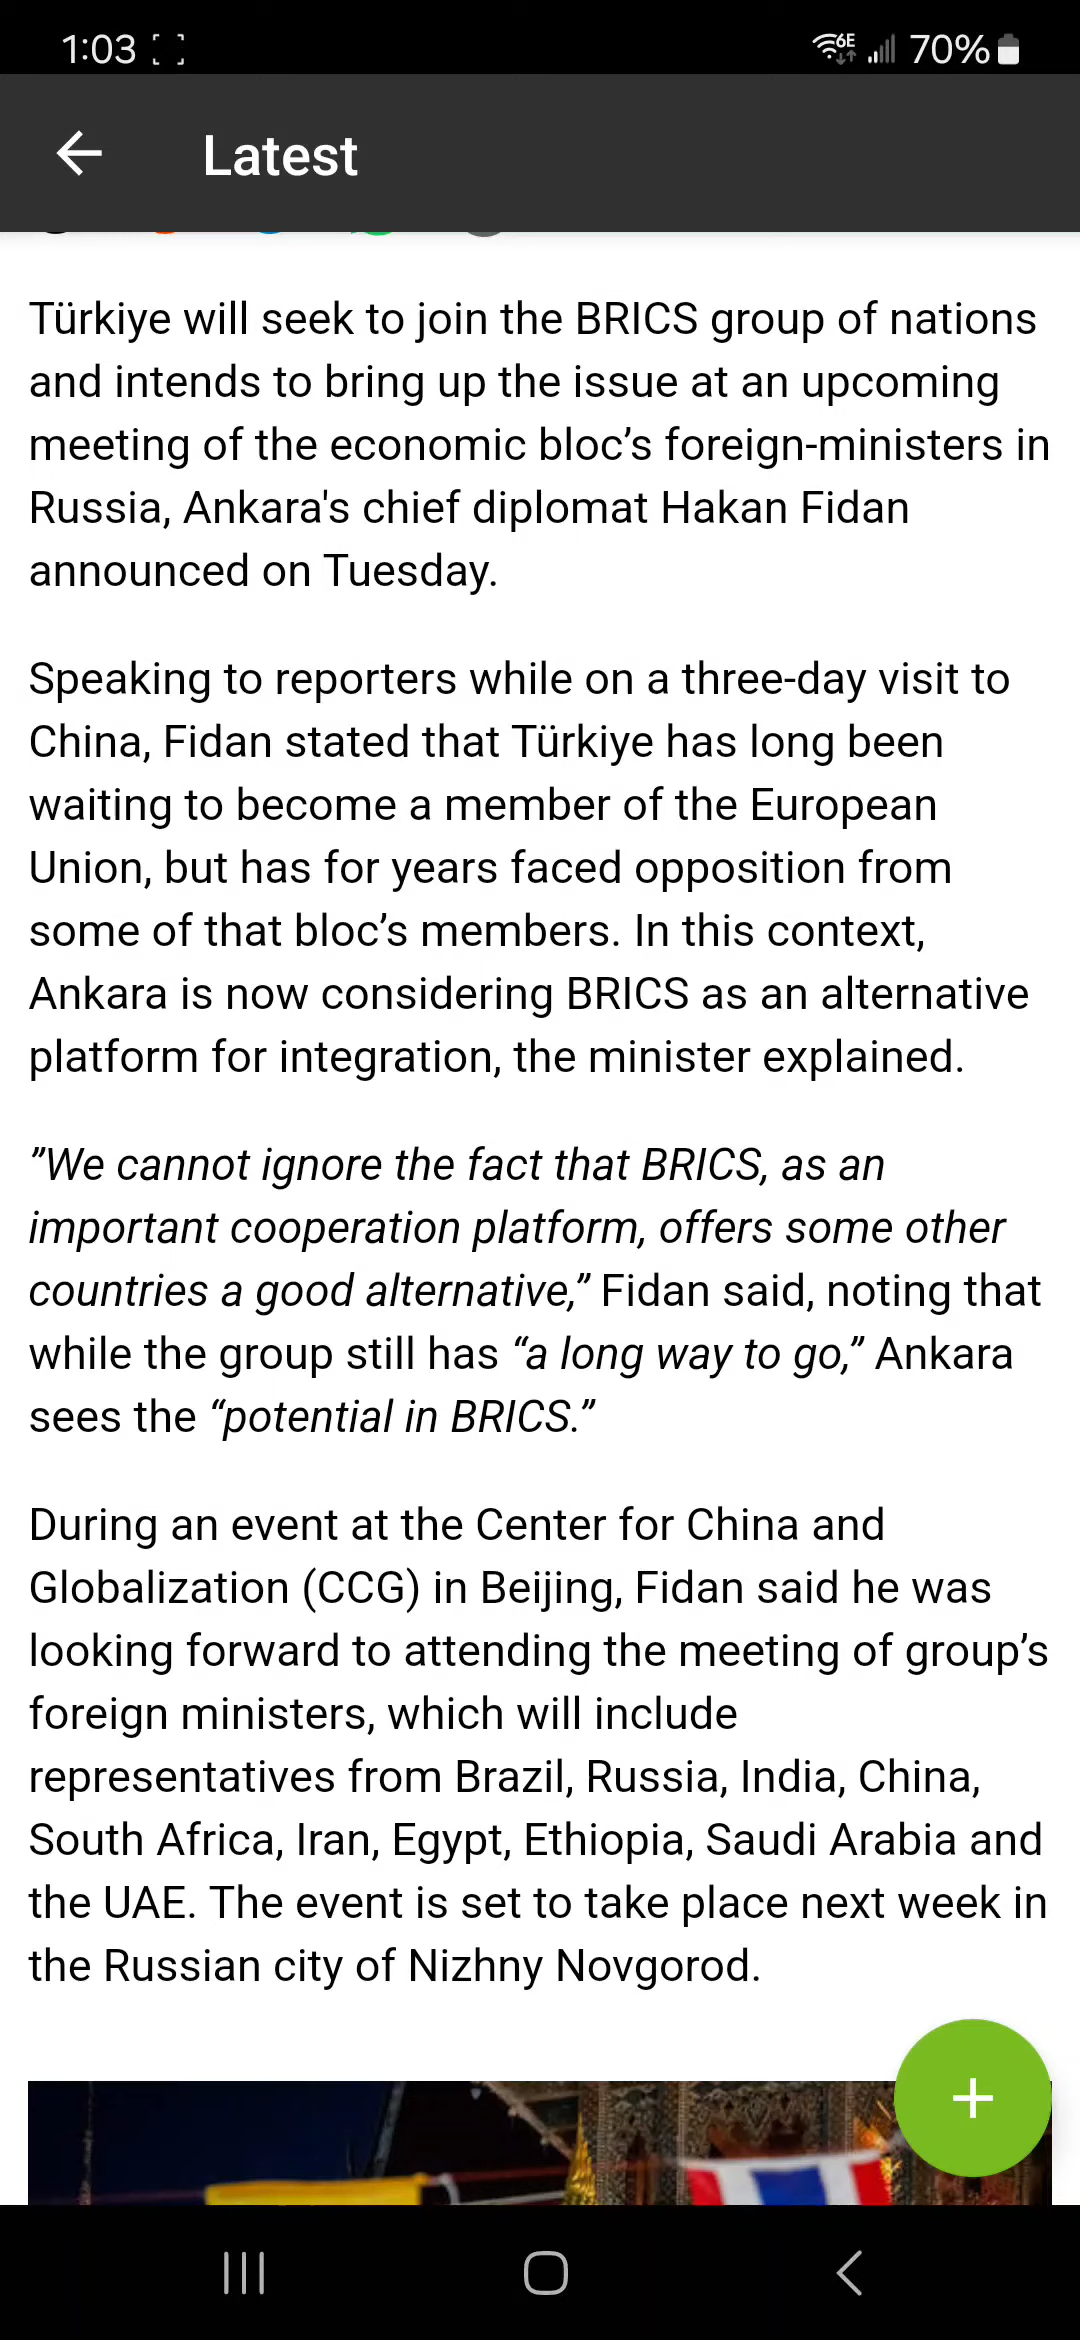 1:03
6E
70%
Latest
Türkiye will seek to join the BRICS group of nations
and intends to bring up the issue at an upcoming
meeting of the economic bloc’s foreign-ministers in
Russia, Ankara's chief diplomat Hakan Fidan
announced on Tuesday.
Speaking to reporters while on a three-day visit to
China, Fidan stated that Türkiye has long been
waiting to become a member of the European
Union, but has for years faced opposition from
some of that bloc’s members. In this context,
Ankara is now considering BRICS as an alternative
platform for integration, the minister explained.
”We cannot ignore the fact that BRICS, as an
important cooperation platform, offers some other
countries a good alternative,” Fidan said, noting that
while the group still has “a long way to go,” Ankara
sees the “potential in BRICS.”
During an event at the Center for China and
Globalization (CCG) in Beijing, Fidan said he was
looking forward to attending the meeting of group’s
foreign ministers, which will include
representatives from Brazil, Russia, India, China,
South Africa, Iran, Egypt, Ethiopia, Saudi Arabia and
the UAE. The event is set to take place next week in
the Russian city of Nizhny Novgorod.
+